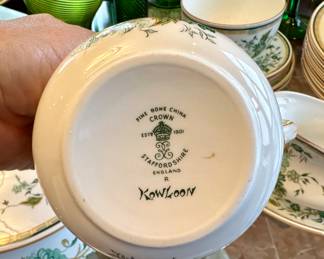 FINE BONE CHINA
CROWN
ESTD 1801
STAFFORDSHIRE
ENGLAND
R
KOWLOON